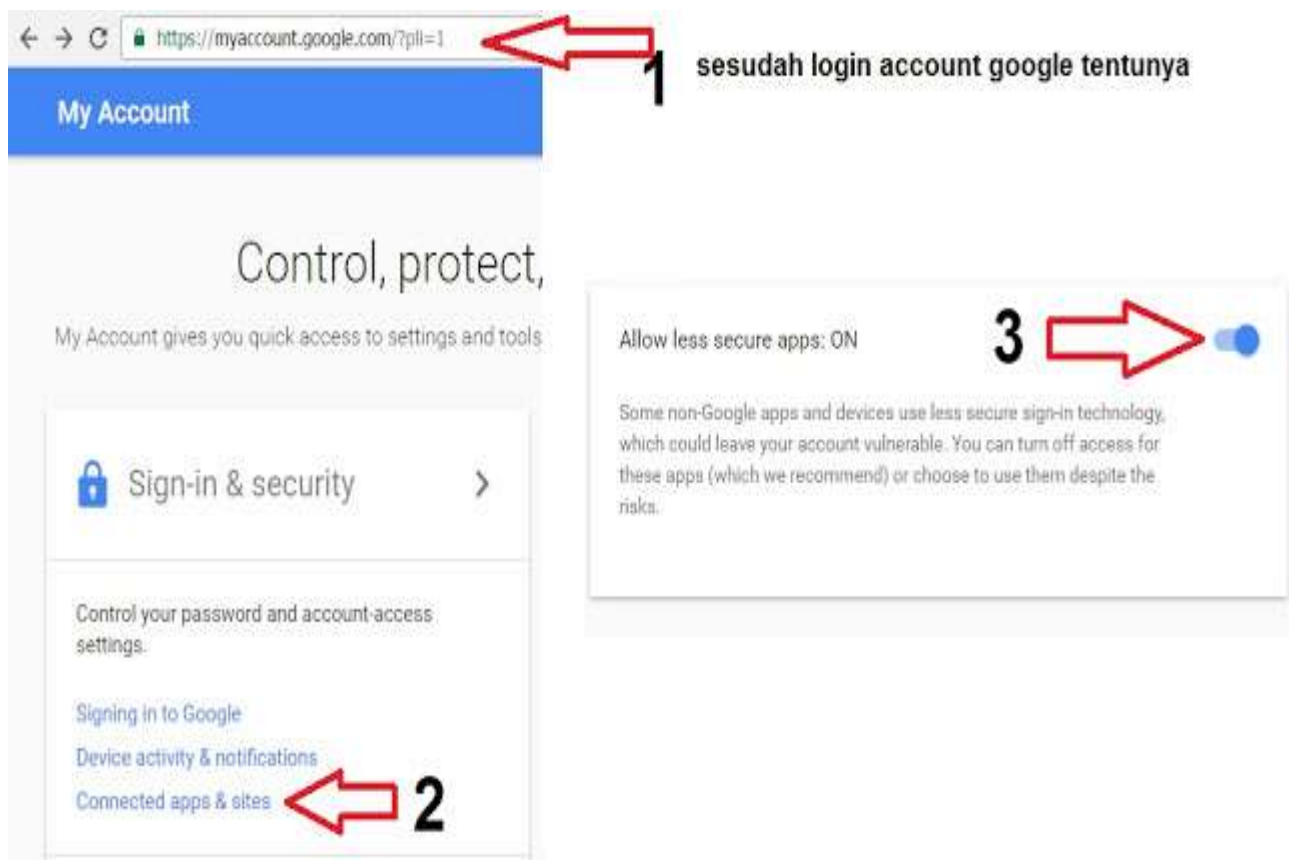 https://myaccount.google.com/?pli=1
1
sesudah login account google tentunya
My Account
Control, protect,
My Account gives you quick access to settings and tools
Sign-in & security
Control your password and account-access
settings.
Signing in to Google
Device activity & notifications
Connected apps & sites
2
Allow less secure apps: ON
3
Some non-Google apps and devices use less secure sign-in technology,
which could leave your account vulnerable. You can turn off access for
these apps (which we recommend) or choose to use them despite the
risks.